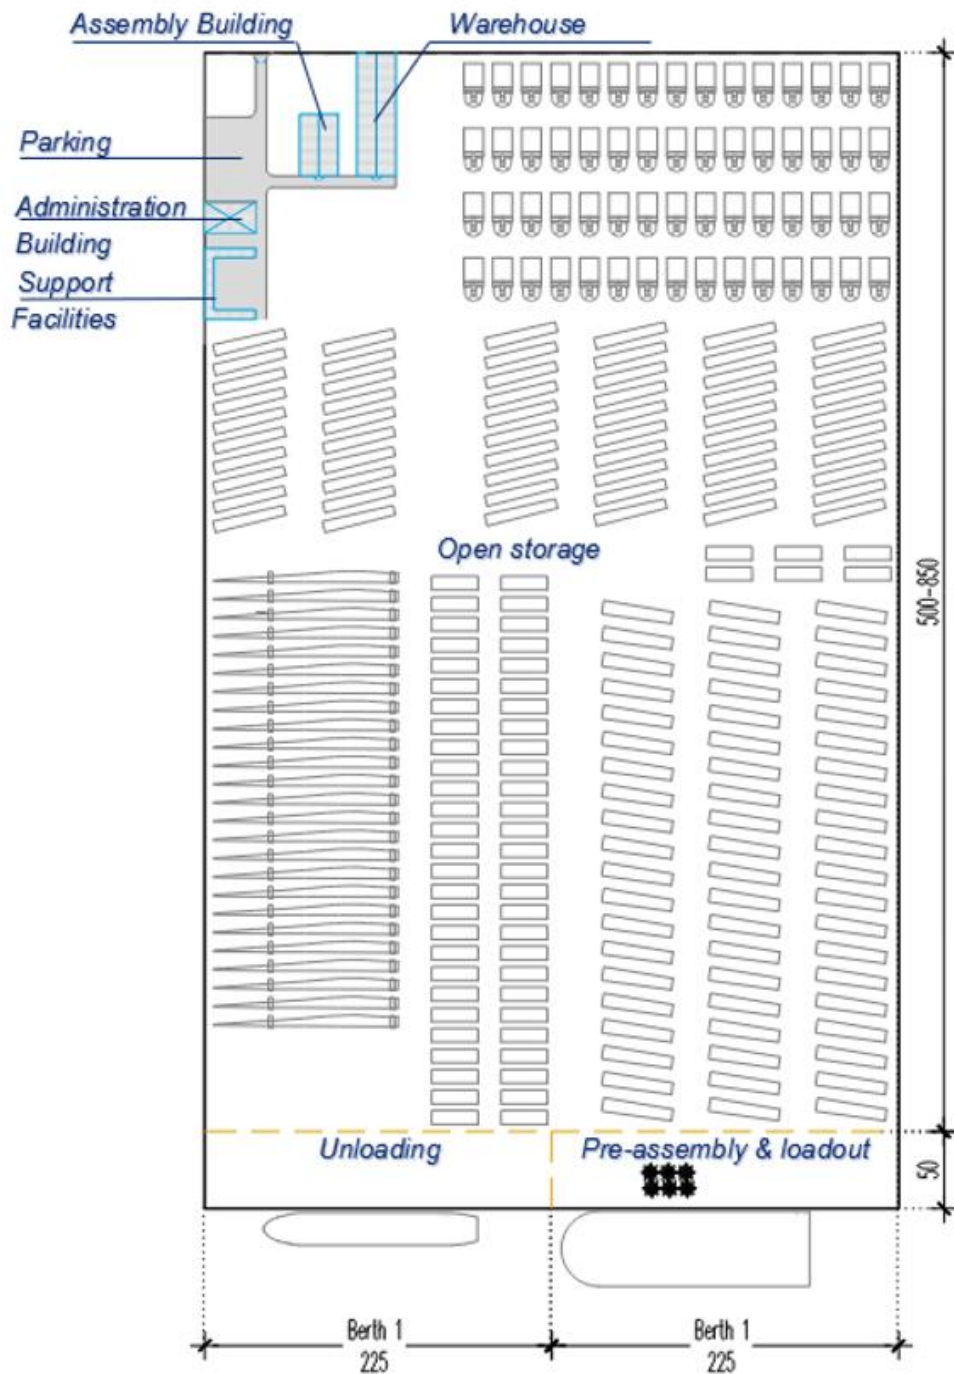 Assembly Building
Warehouse
Parking
Administration
Building
Support
Facilities
Open storage
500-850
Unloading
Pre-assembly & loadout
50
Berth 1
225
Berth 1
225